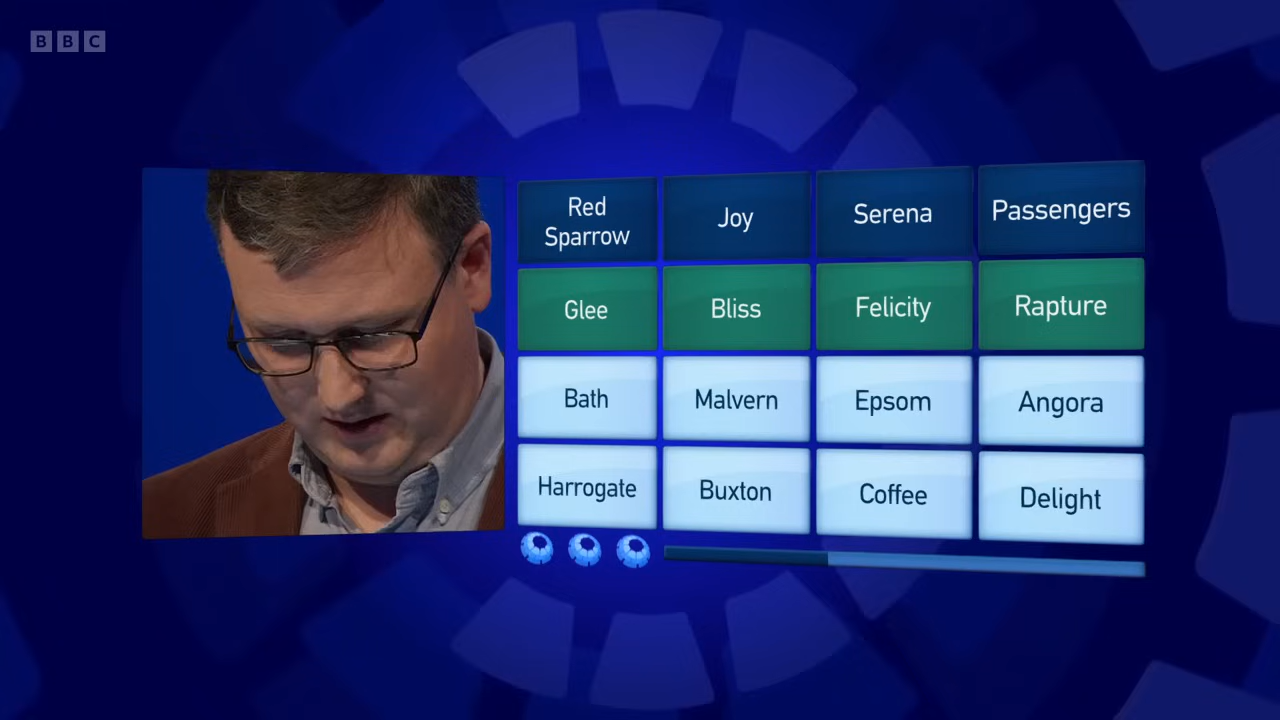 BBC
Red
Sparrow
Joy
Serena
Passengers
Glee
Bliss
Felicity
Rapture
Bath
Malvern
Epsom
Angora
Harrogate
Buxton
Coffee
Delight